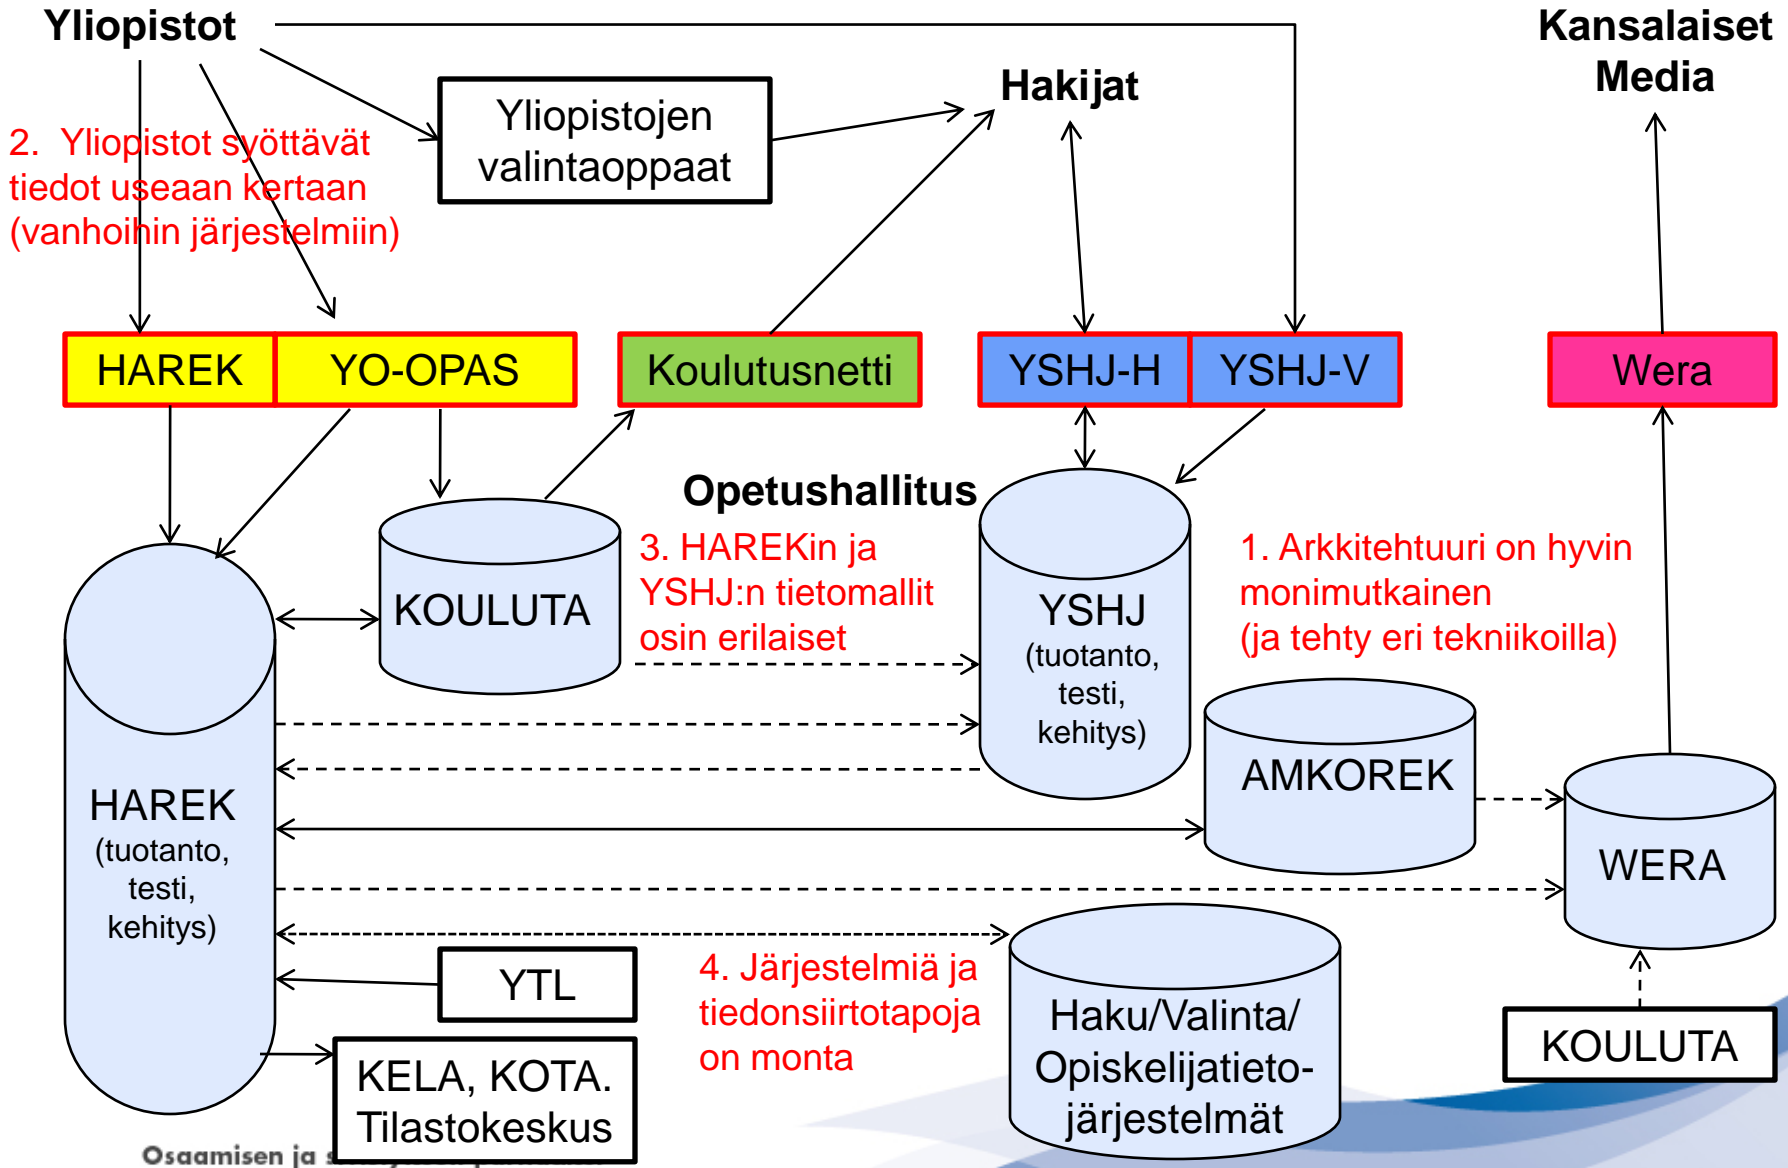 Yliopistot
Kansalaiset
Media
Hakijat
Yliopistojen
valintaoppaat
2. Yliopistot syöttävät
tiedot useaan kertaan
(vanhoihin järjestelmiin)
HAREK
YO-OPAS
Koulutusnetti
YSHJ-H
YSHJ-V
Wera
Opetushallitus
3. HAREKin ja
YSHJ:n tietomallit
osin erilaiset
1. Arkkitehtuuri on hyvin
monimutkainen
(ja tehty eri tekniikoilla)
KOULUTA
YSHJ
(tuotanto,
testi,
kehitys)
AMKOREK
HAREK
(tuotanto,
testi,
kehitys)
WERA
YTL
4. Järjestelmiä ja
tiedonsiirtotapoja
on monta
Haku/Valinta/
Opiskelijatieto-
järjestelmät
KOULUTA
KELA, KOTA.
Tilastokeskus
Osaamisen ja